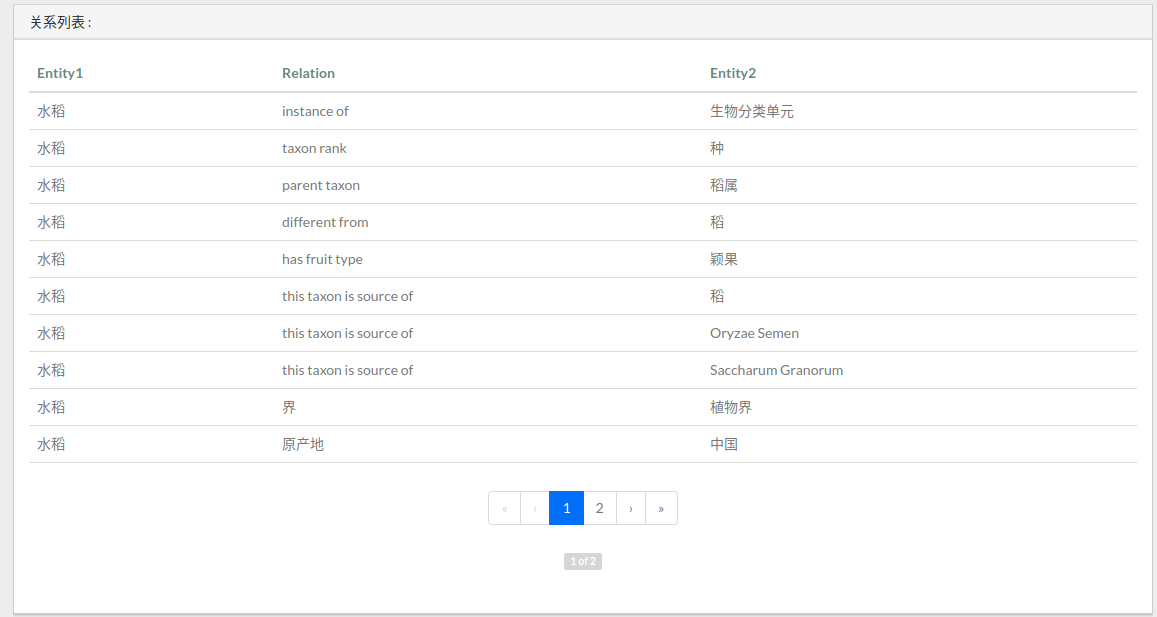 关系列表 :
Entity1 Relation Entity2
水稻 instance of 生物分类单元
水稻 taxon rank 种
水稻 parent taxon 稻属
水稻 different from 稻
水稻 has fruit type 颖果
水稻 this taxon is source of 稻
水稻 this taxon is source of Oryzae Semen
水稻 this taxon is source of Saccharum Granorum
水稻 界 植物界
水稻 原产地 中国
« ‹ 1 2 › »
1 of 2